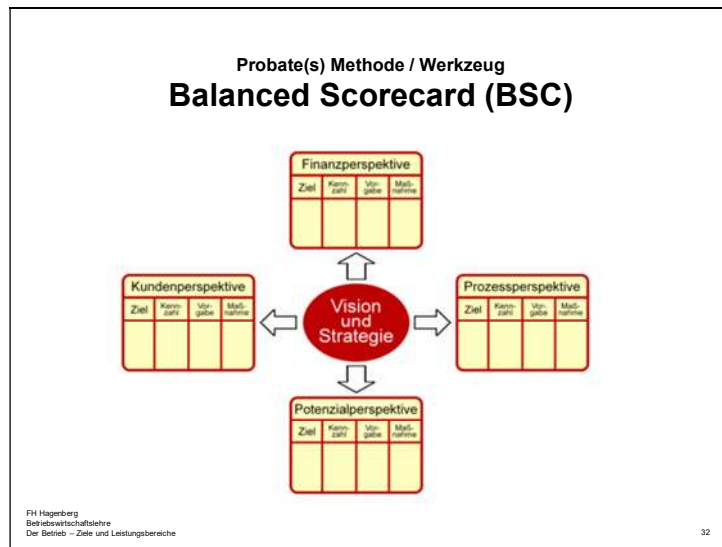 Probate(s) Methode / Werkzeug
Balanced Scorecard (BSC)
Finanzperspektive
Ziel Kenn-zahl Vor-gabe Maß-nahme
Kundenperspektive
Ziel Kenn-zahl Vor-gabe Maß-nahme
Vision
und
Strategie
Prozessperspektive
Ziel Kenn-zahl Vor-gabe Maß-nahme
Potenzialperspektive
Ziel Kenn-zahl Vor-gabe Maß-nahme
FH Hagenberg
Betriebswirtschaftslehre
Der Betrieb – Ziele und Leistungsbereiche
32